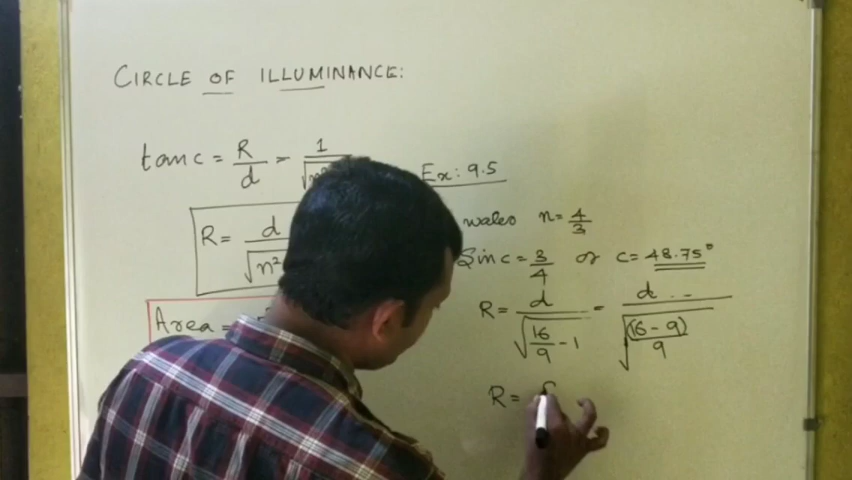 CIRCLE OF ILLUMINANCE:
tan c = R/d = 1/√n²
R = d/√n²
Area =
Ex: 9.5
water n = 4/3
Sin c = 3/4 or c = 48.75°
R = d/√(16/9 - 1) = d/√((16-9)/9)
R =